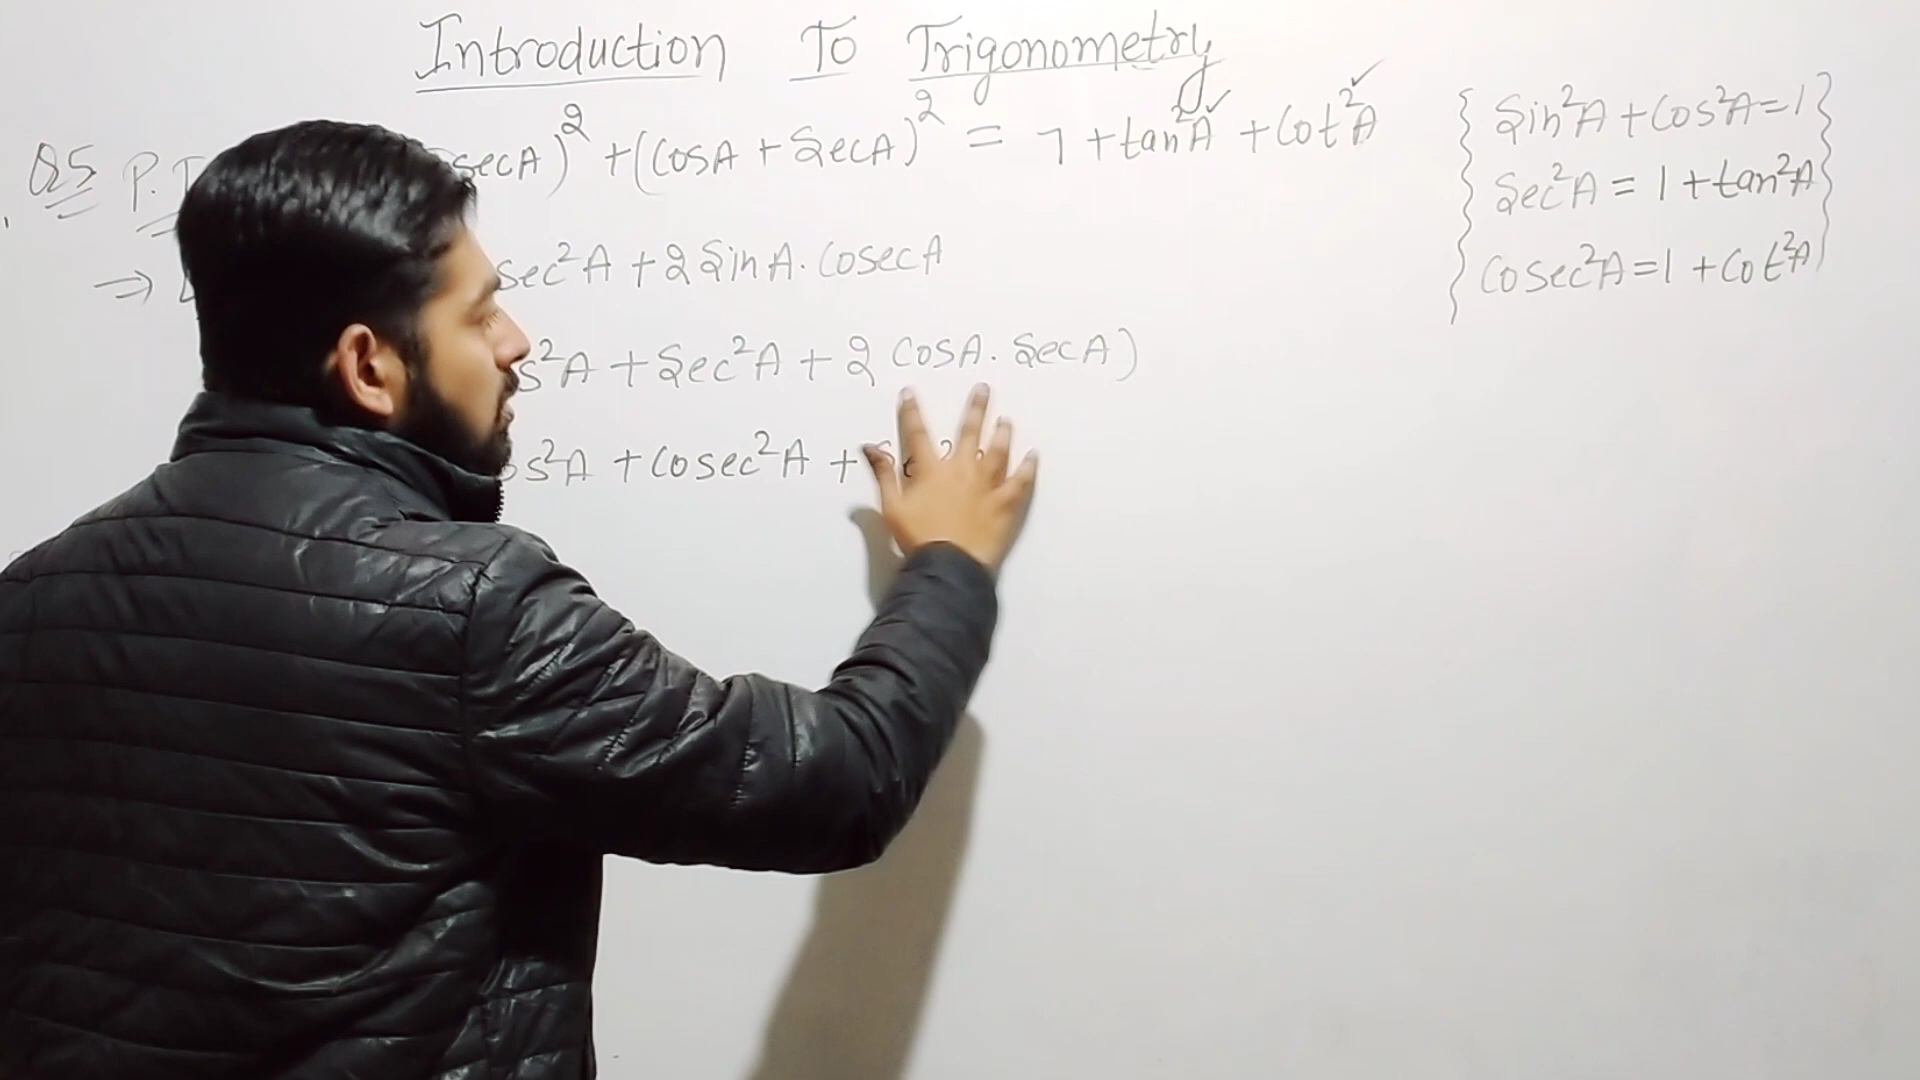 Introduction To Trigonometry
Q5 P.T secA)² + (CosA + SecA)² = 7 + tan²A + Cot²A
⇒ L sec²A + 2 SinA. CosecA
s²A + Sec²A + 2 CosA. SecA)
os²A + Cosec²A +
{ Sin²A + Cos²A = 1 }
{ Sec²A = 1 + tan²A }
{ Cosec²A = 1 + Cot²A }